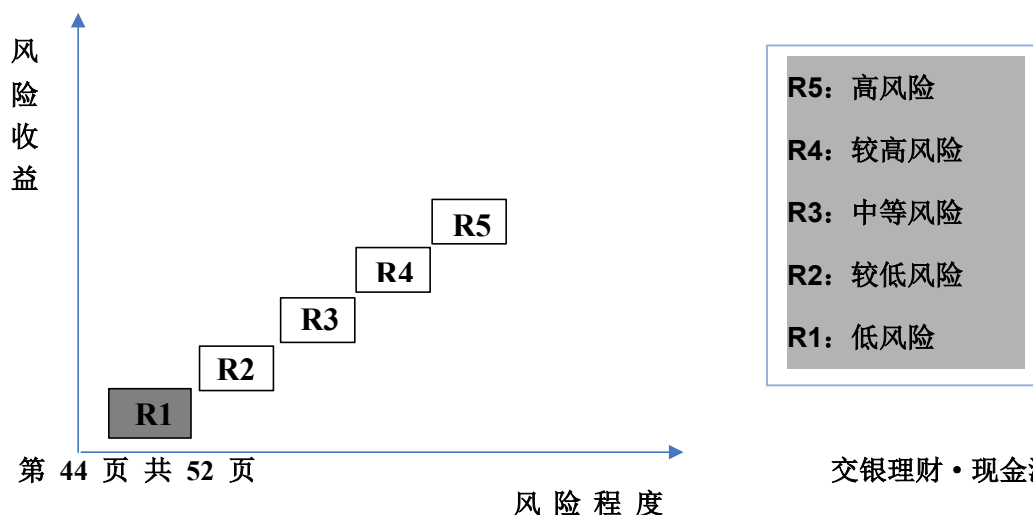 风
险
收
益
R5：高风险
R4：较高风险
R3：中等风险
R2：较低风险
R1：低风险
R5
R4
R3
R2
R1
第 44 页 共 52 页
交银理财·现金
风 险 程 度